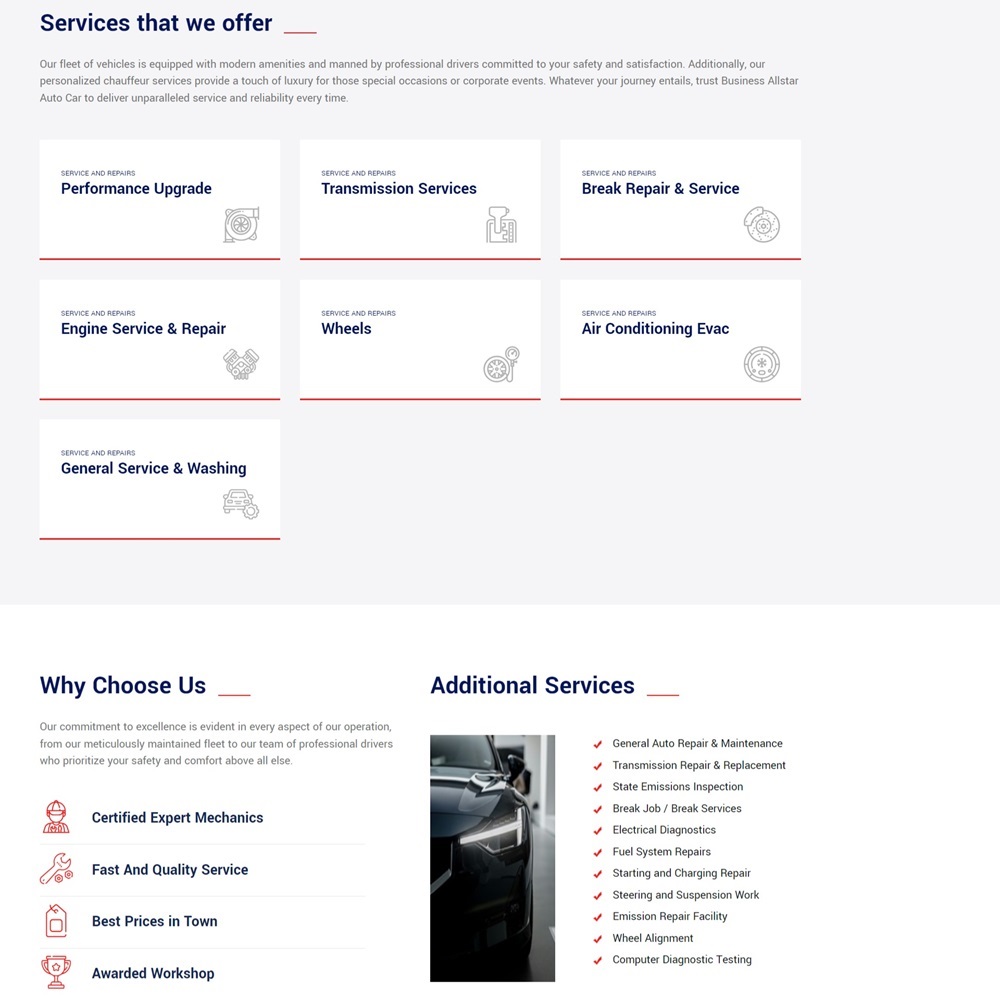 Services that we offer
Our fleet of vehicles is equipped with modern amenities and manned by professional drivers committed to your safety and satisfaction. Additionally, our
personalized chauffeur services provide a touch of luxury for those special occasions or corporate events. Whatever your journey entails, trust Business Allstar
Auto Car to deliver unparalleled service and reliability every time.
SERVICE AND REPAIRS
Performance Upgrade
SERVICE AND REPAIRS
Transmission Services
SERVICE AND REPAIRS
Break Repair & Service
SERVICE AND REPAIRS
Engine Service & Repair
SERVICE AND REPAIRS
Wheels
SERVICE AND REPAIRS
Air Conditioning Evac
SERVICE AND REPAIRS
General Service & Washing
Why Choose Us
Our commitment to excellence is evident in every aspect of our operation,
from our meticulously maintained fleet to our team of professional drivers
who prioritize your safety and comfort above all else.
Certified Expert Mechanics
Fast And Quality Service
Best Prices in Town
Awarded Workshop
Additional Services
General Auto Repair & Maintenance
Transmission Repair & Replacement
State Emissions Inspection
Break Job / Break Services
Electrical Diagnostics
Fuel System Repairs
Starting and Charging Repair
Steering and Suspension Work
Emission Repair Facility
Wheel Alignment
Computer Diagnostic Testing